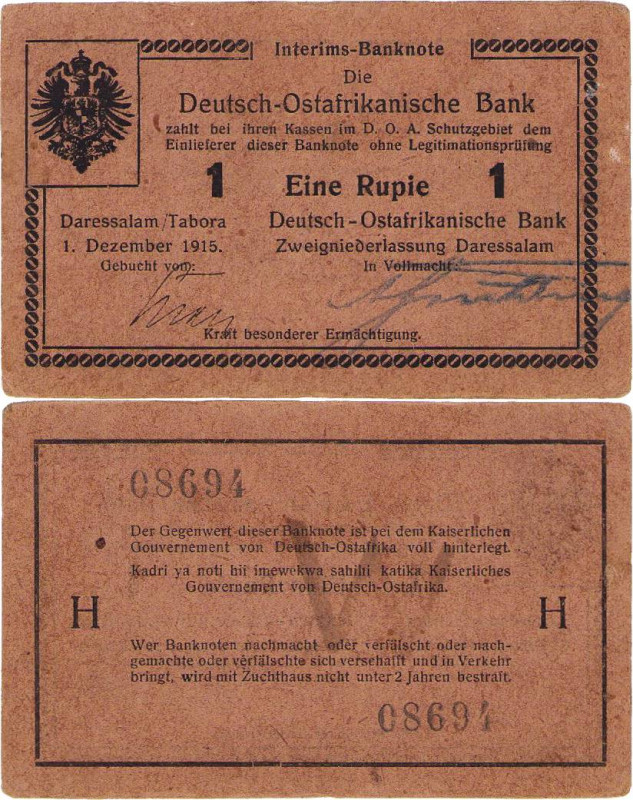 Interims-Banknote
Die
Deutsch-Ostafrikanische Bank
zahlt bei ihren Kassen im D. O. A. Schutzgebiet dem
Einlieferer dieser Banknote ohne Legitimationsprüfung
1 Eine Rupie 1
Daressalam/Tabora
1. Dezember 1915.
Gebucht von:
Deutsch-Ostafrikanische Bank
Zweigniederlassung Daressalam
In Vollmacht:
Kraft besonderer Ermächtigung.
08694
Der Gegenwert dieser Banknote ist bei dem Kaiserlichen
Gouvernement von Deutsch-Ostafrika voll hinterlegt.
Kadri ya noti hii imewekwa sahihi katika Kaiserliches
Gouvernement von Deutsch-Ostafrika.
H H
Wer Banknoten nachmacht oder verfälscht oder nach-
gemachte oder verfälschte sich verschafft und in Verkehr
bringt, wird mit Zuchthaus nicht unter 2 Jahren bestraft.
08694